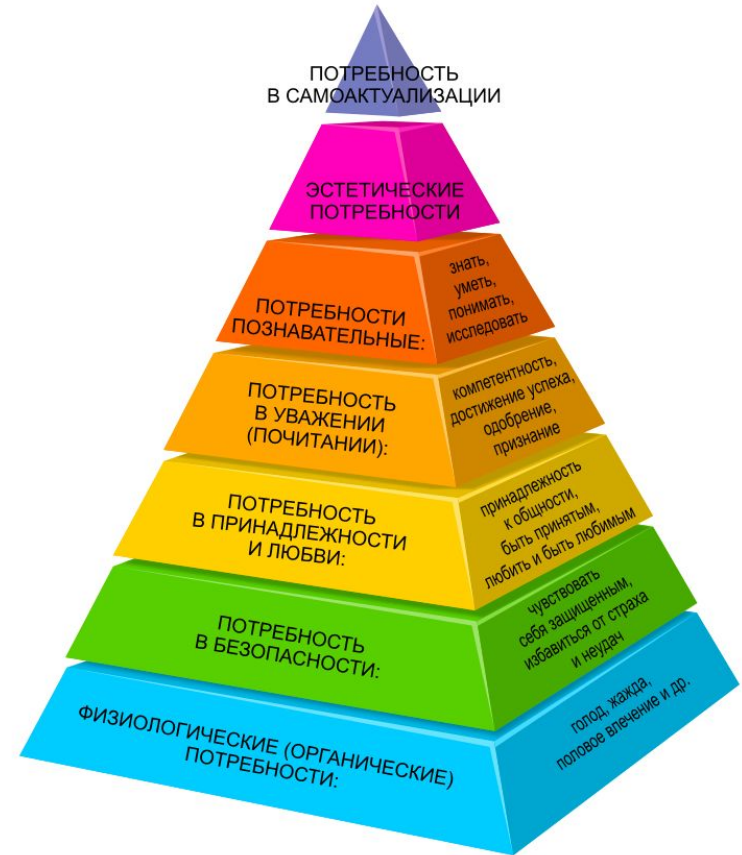 ПОТРЕБНОСТЬ
В САМОАКТУАЛИЗАЦИИ
ЭСТЕТИЧЕСКИЕ
ПОТРЕБНОСТИ
ПОТРЕБНОСТИ
ПОЗНАВАТЕЛЬНЫЕ:
знать,
уметь,
понимать,
исследовать
ПОТРЕБНОСТЬ
В УВАЖЕНИИ
(ПОЧИТАНИИ):
компетентность,
достижение успеха,
одобрение,
признание
ПОТРЕБНОСТЬ
В ПРИНАДЛЕЖНОСТИ
И ЛЮБВИ:
принадлежность
к общности,
быть принятым,
любить и быть любимым
ПОТРЕБНОСТЬ
В БЕЗОПАСНОСТИ:
чувствовать
себя защищенным,
избавиться от страха
и неудач
ФИЗИОЛОГИЧЕСКИЕ (ОРГАНИЧЕСКИЕ)
ПОТРЕБНОСТИ:
голод, жажда,
половое влечение и др.